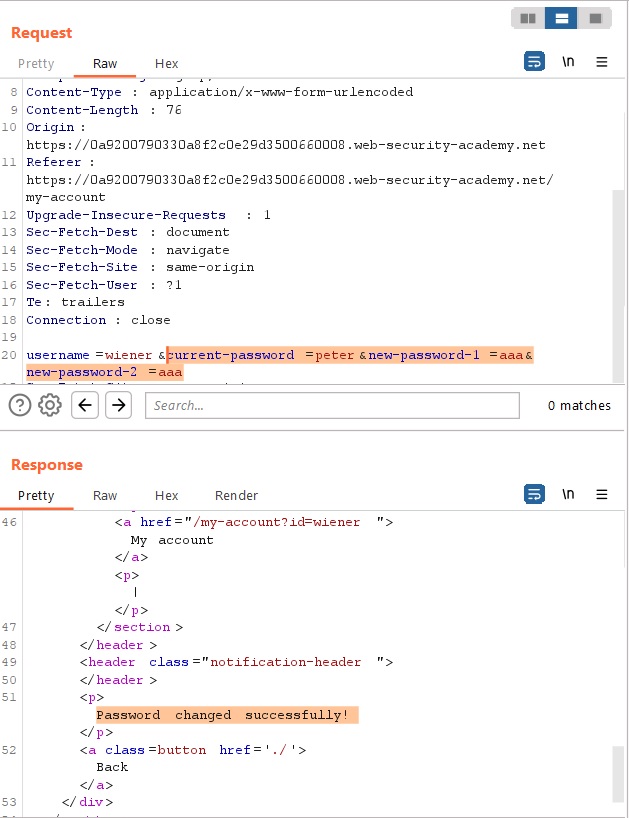 Request
Pretty Raw Hex \n
8 Content-Type : application/x-www-form-urlencoded
9 Content-Length : 76
10 Origin :
https://0a9200790330a8f2c0e29d3500660008.web-security-academy.net
11 Referer :
https://0a9200790330a8f2c0e29d3500660008.web-security-academy.net/
my-account
12 Upgrade-Insecure-Requests : 1
13 Sec-Fetch-Dest : document
14 Sec-Fetch-Mode : navigate
15 Sec-Fetch-Site : same-origin
16 Sec-Fetch-User : ?1
17 Te : trailers
18 Connection : close
19
20 username =wiener &current-password =peter &new-password-1 =aaa&
new-password-2 =aaa
? Search... 0 matches
Response
Pretty Raw Hex Render \n
46 <a href="/my-account?id=wiener ">
My account
</a>
<p>
|
</p>
47 </section >
48 </header >
49 <header class="notification-header ">
50 </header >
51 <p>
Password changed successfully!
</p>
52 <a class=button href='./'>
Back
</a>
53 </div>